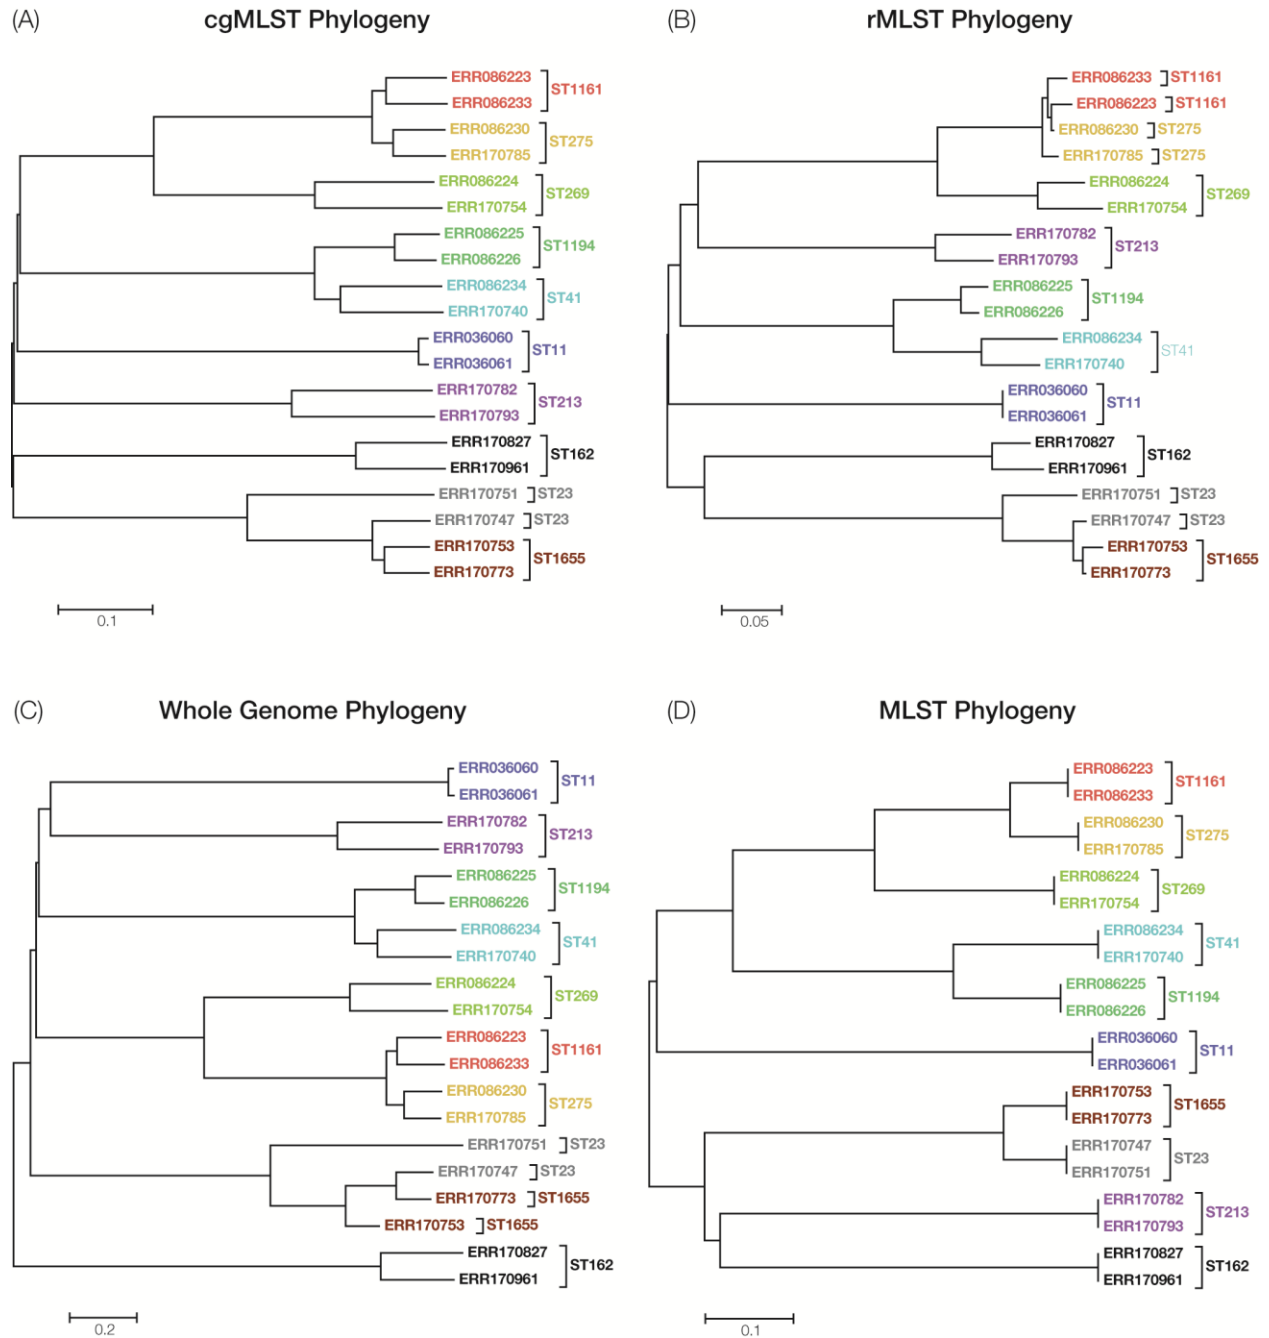 (A) cgMLST Phylogeny
ERR086223
ERR086233
ST1161
ERR086230
ERR170785
ST275
ERR086224
ERR170754
ST269
ERR086225
ERR086226
ST1194
ERR086234
ERR170740
ST41
ERR036060
ERR036061
ST11
ERR170782
ERR170793
ST213
ERR170827
ERR170961
ST162
ERR170751 ST23
ERR170747 ST23
ERR170753
ERR170773
ST1655
0.1
(B) rMLST Phylogeny
ERR086233 ST1161
ERR086223 ST1161
ERR086230 ST275
ERR170785 ST275
ERR086224
ERR170754
ST269
ERR170782
ERR170793
ST213
ERR086225
ERR086226
ST1194
ERR086234
ERR170740
ST41
ERR036060
ERR036061
ST11
ERR170827
ERR170961
ST162
ERR170751 ST23
ERR170747 ST23
ERR170753
ERR170773
ST1655
0.05
(C) Whole Genome Phylogeny
ERR036060
ERR036061
ST11
ERR170782
ERR170793
ST213
ERR086225
ERR086226
ST1194
ERR086234
ERR170740
ST41
ERR086224
ERR170754
ST269
ERR086223
ERR086233
ST1161
ERR086230
ERR170785
ST275
ERR170751 ST23
ERR170747 ST23
ERR170773 ST1655
ERR170753 ST1655
ERR170827
ERR170961
ST162
0.2
(D) MLST Phylogeny
ERR086223
ERR086233
ST1161
ERR086230
ERR170785
ST275
ERR086224
ERR170754
ST269
ERR086234
ERR170740
ST41
ERR086225
ERR086226
ST1194
ERR036060
ERR036061
ST11
ERR170753
ERR170773
ST1655
ERR170747
ERR170751
ST23
ERR170782
ERR170793
ST213
ERR170827
ERR170961
ST162
0.1